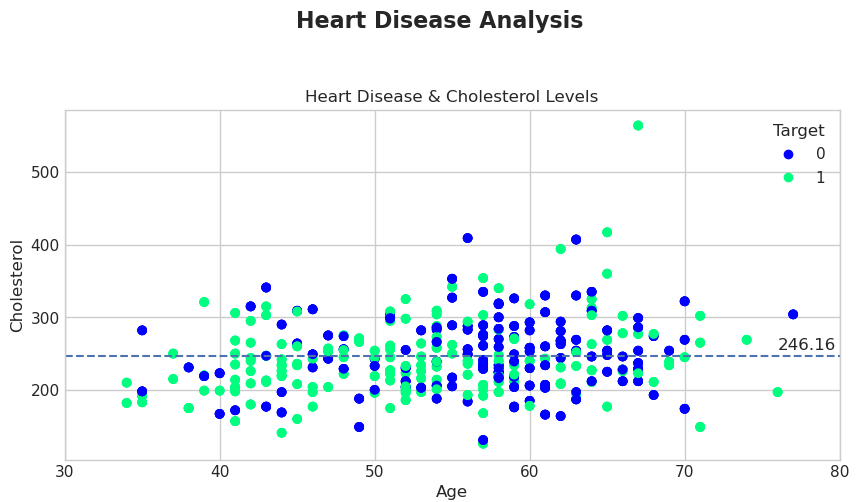 Heart Disease Analysis
Heart Disease & Cholesterol Levels
Target
0
1
246.16
500
400
300
200
Cholesterol
30 40 50 60 70 80
Age